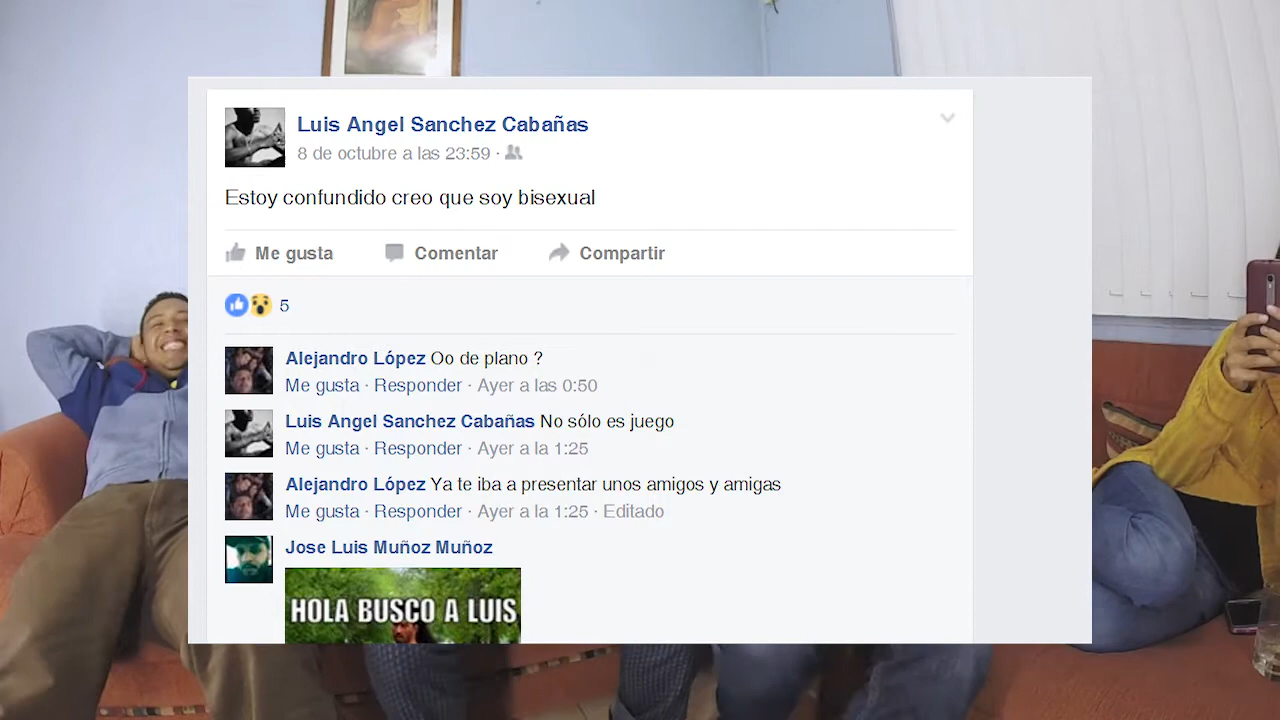 Luis Angel Sanchez Cabañas
8 de octubre a las 23:59 ·
Estoy confundido creo que soy bisexual
Me gusta Comentar Compartir
5
Alejandro López Oo de plano ?
Me gusta · Responder · Ayer a las 0:50
Luis Angel Sanchez Cabañas No sólo es juego
Me gusta · Responder · Ayer a la 1:25
Alejandro López Ya te iba a presentar unos amigos y amigas
Me gusta · Responder · Ayer a la 1:25 · Editado
Jose Luis Muñoz Muñoz
HOLA BUSCO A LUIS